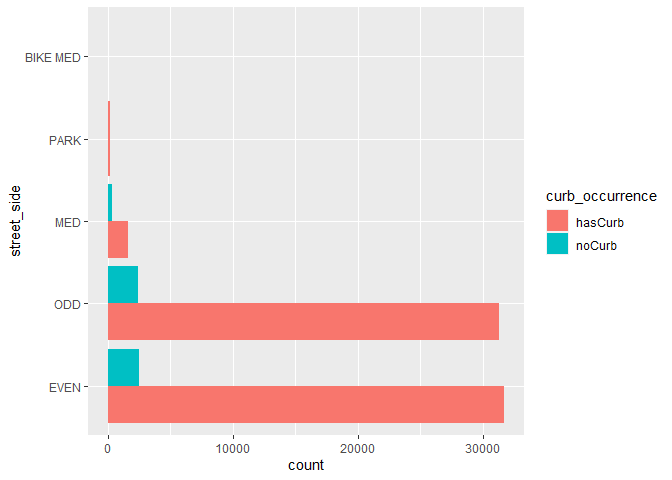 BIKE MED
PARK
MED
ODD
EVEN
street_side
0 10000 20000 30000
count
curb_occurrence
hasCurb
noCurb